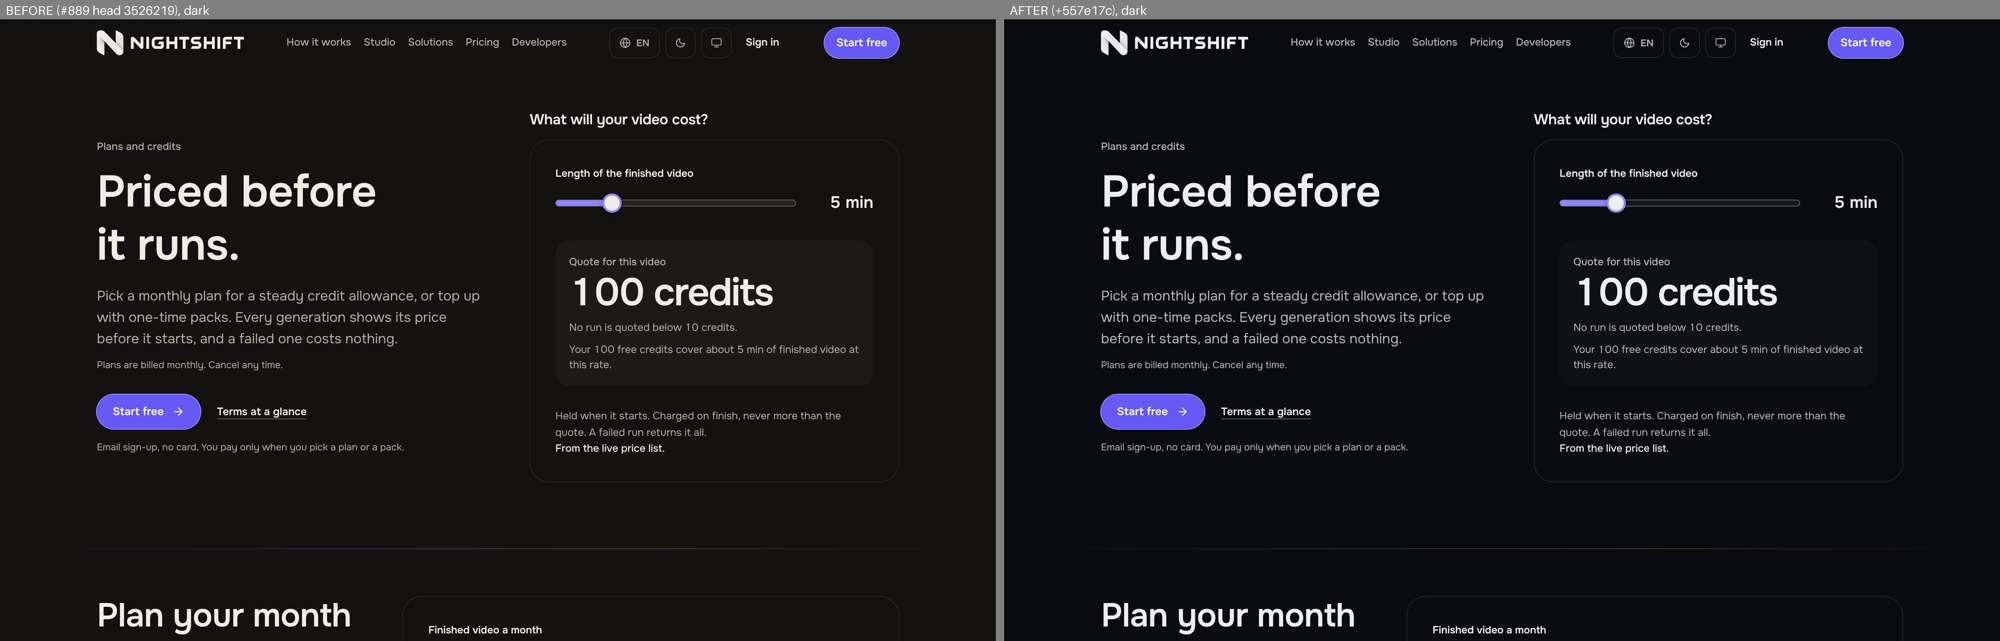 BEFORE (#889 head 3526219), dark
NIGHTSHIFT
How it works
Studio
Solutions
Pricing
Developers
EN
Sign in
Start free
What will your video cost?
Plans and credits
Length of the finished video
Priced before
it runs.
5 min
Quote for this video
100 credits
Pick a monthly plan for a steady credit allowance, or top up
with one-time packs. Every generation shows its price
before it starts, and a failed one costs nothing.
No run is quoted below 10 credits.
Your 100 free credits cover about 5 min of finished video at
this rate.
Plans are billed monthly. Cancel any time.
Start free
Terms at a glance
Held when it starts. Charged on finish, never more than the
quote. A failed run returns it all.
From the live price list.
Email sign-up, no card. You pay only when you pick a plan or a pack.
Plan your month
Finished video a month
AFTER (+557e17c), dark
NIGHTSHIFT
How it works
Studio
Solutions
Pricing
Developers
EN
Sign in
Start free
What will your video cost?
Plans and credits
Length of the finished video
Priced before
it runs.
5 min
Quote for this video
100 credits
Pick a monthly plan for a steady credit allowance, or top up
with one-time packs. Every generation shows its price
before it starts, and a failed one costs nothing.
No run is quoted below 10 credits.
Your 100 free credits cover about 5 min of finished video at
this rate.
Plans are billed monthly. Cancel any time.
Start free
Terms at a glance
Held when it starts. Charged on finish, never more than the
quote. A failed run returns it all.
From the live price list.
Email sign-up, no card. You pay only when you pick a plan or a pack.
Plan your month
Finished video a month